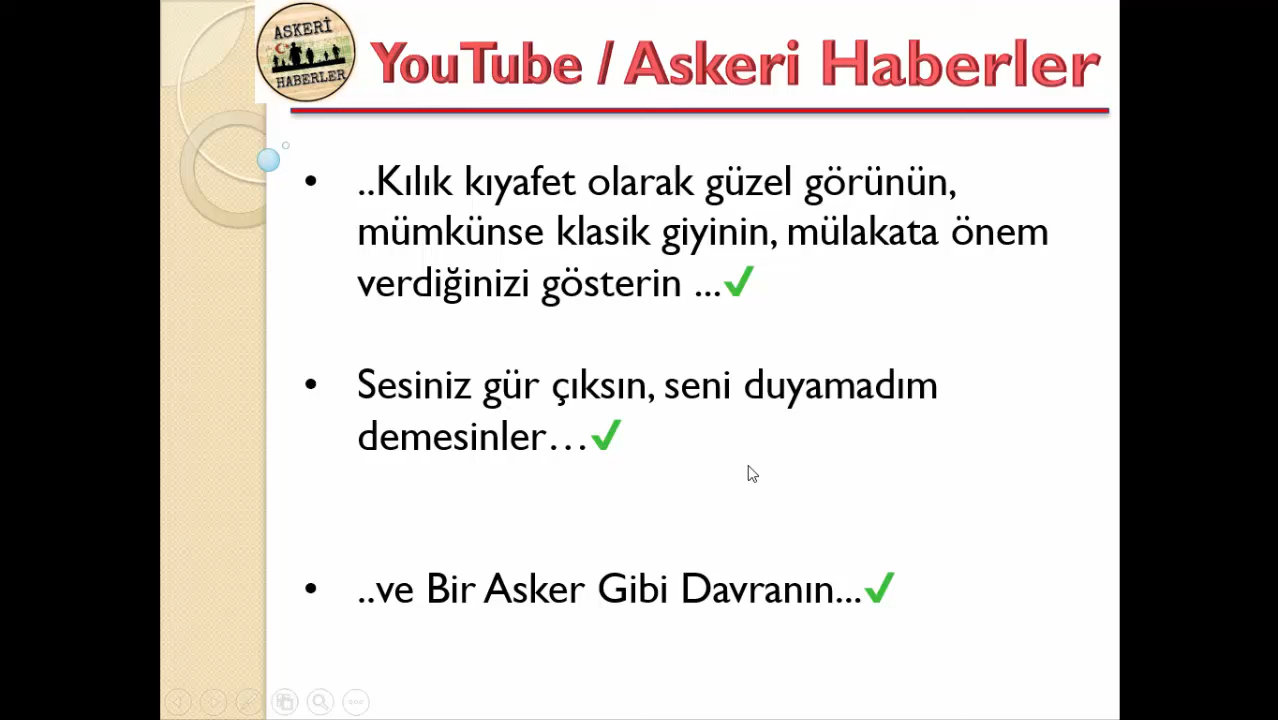 ASKERİ
HABERLER
YouTube / Askeri Haberler
• ..Kılık kıyafet olarak güzel görünün,
mümkünse klasik giyinin, mülakata önem
verdiğinizi gösterin ...✓
• Sesiniz gür çıksın, seni duyamadım
demesinler…✓
• ..ve Bir Asker Gibi Davranın...✓